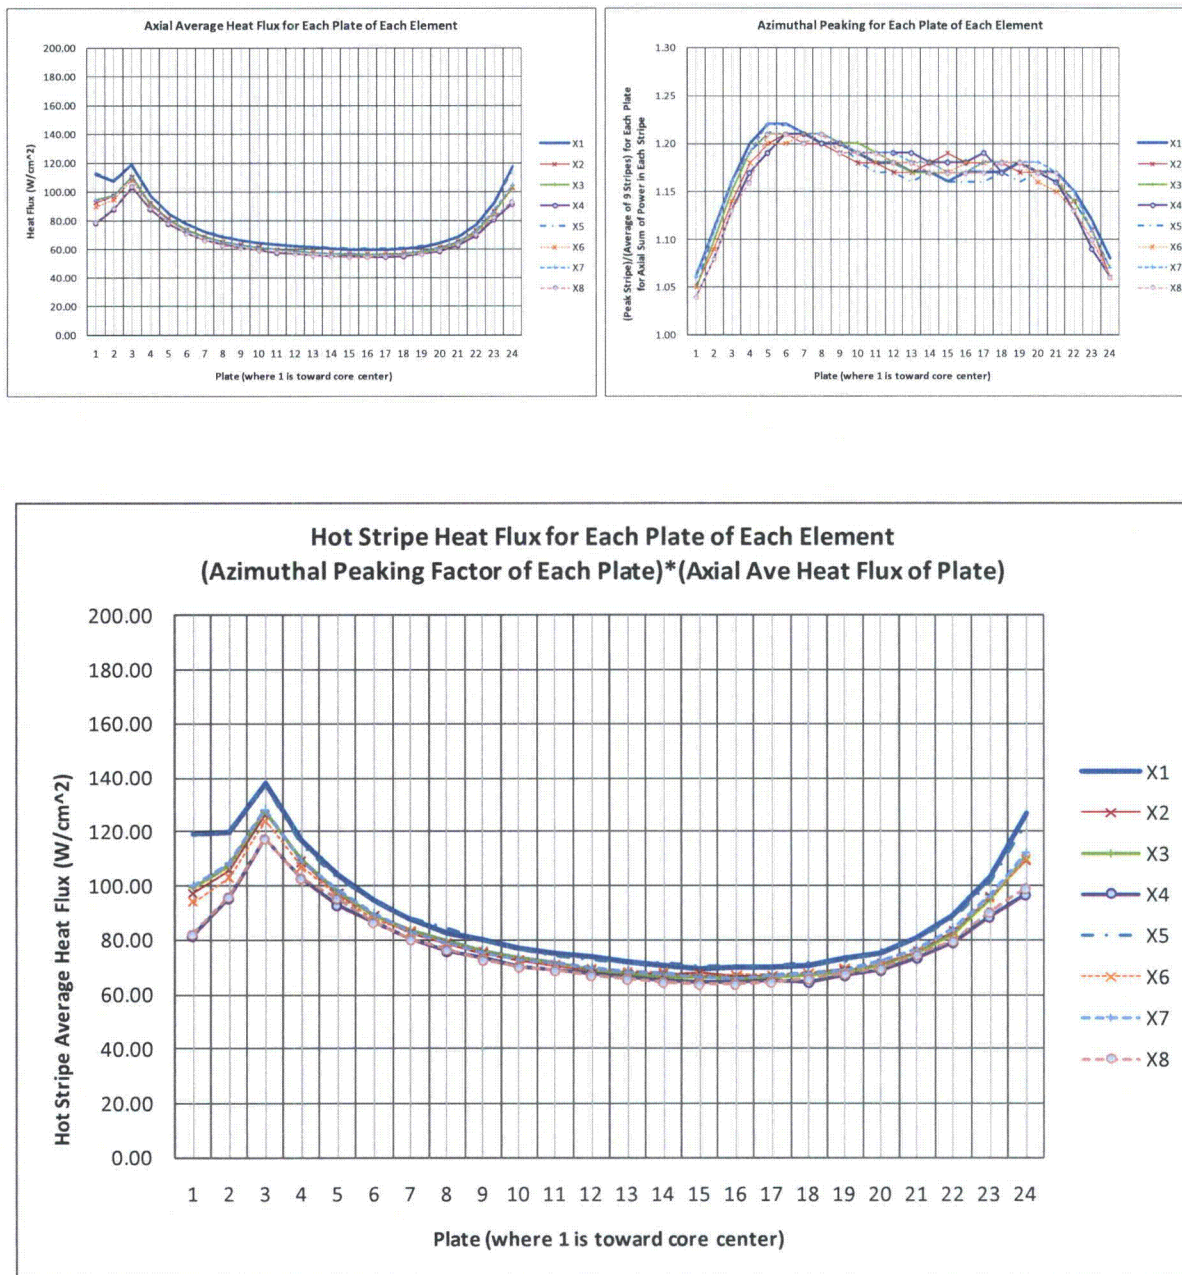 Axial Average Heat Flux for Each Plate of Each Element
Heat Flux (W/cm^2)
200.00
180.00
160.00
140.00
120.00
100.00
80.00
60.00
40.00
20.00
0.00
1 2 3 4 5 6 7 8 9 10 11 12 13 14 15 16 17 18 19 20 21 22 23 24
Plate (where 1 is toward core center)
X1
X2
X3
X4
X5
X6
X7
X8
Azimuthal Peaking for Each Plate of Each Element
(Peak Stripe)/(Average of 9 Stripes) for Each Plate
for Axial Sum of Power in Each Stripe
1.30
1.25
1.20
1.15
1.10
1.05
1.00
1 2 3 4 5 6 7 8 9 10 11 12 13 14 15 16 17 18 19 20 21 22 23 24
Plate (where 1 is toward core center)
X1
X2
X3
X4
X5
X6
X7
X8
Hot Stripe Heat Flux for Each Plate of Each Element
(Azimuthal Peaking Factor of Each Plate)*(Axial Ave Heat Flux of Plate)
Hot Stripe Average Heat Flux (W/cm^2)
200.00
180.00
160.00
140.00
120.00
100.00
80.00
60.00
40.00
20.00
0.00
1 2 3 4 5 6 7 8 9 10 11 12 13 14 15 16 17 18 19 20 21 22 23 24
Plate (where 1 is toward core center)
X1
X2
X3
X4
X5
X6
X7
X8